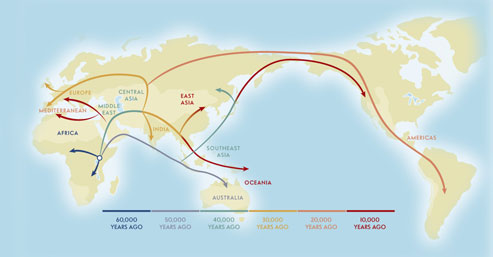 EUROPE
MEDITERRANEAN
CENTRAL
ASIA
MIDDLE
EAST
EAST
ASIA
AFRICA
INDIA
SOUTHEAST
ASIA
AMERICAS
OCEANIA
AUSTRALIA
60,000
YEARS AGO
50,000
YEARS AGO
40,000
YEARS AGO
30,000
YEARS AGO
20,000
YEARS AGO
10,000
YEARS AGO